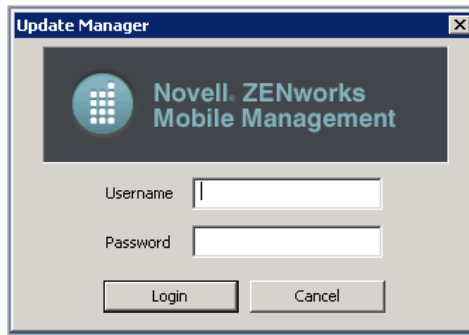 Update Manager
Novell® ZENworks
Mobile Management
Username
Password
Login
Cancel